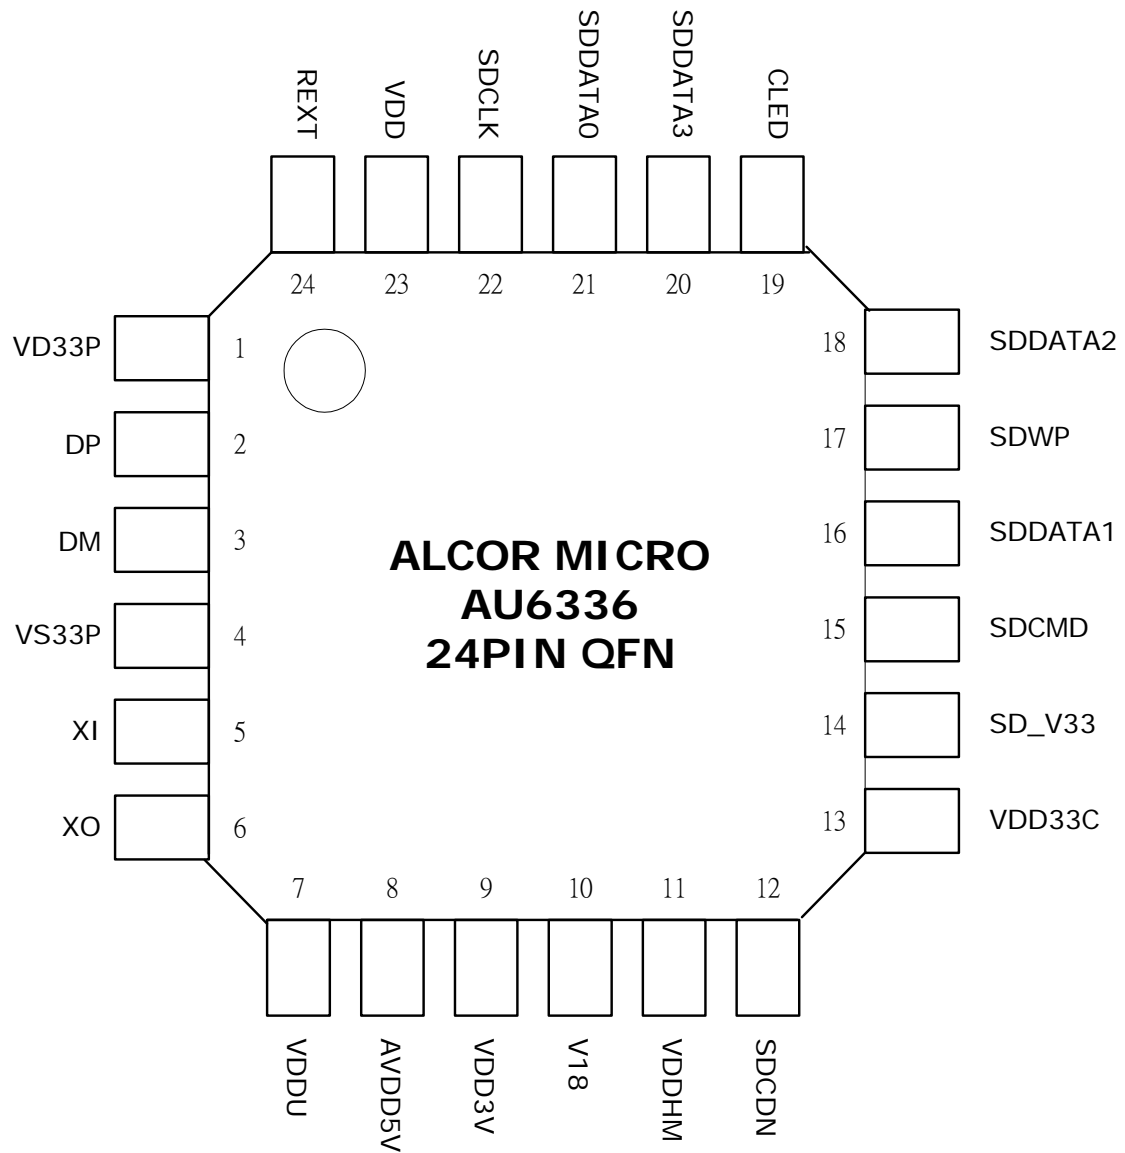 REXT
VDD
SDCLK
SDDATA0
SDDATA3
CLED
24
23
22
21
20
19
VD33P
1
DP
2
DM
3
VS33P
4
XI
5
XO
6
18
SDDATA2
17
SDWP
16
SDDATA1
15
SDCMD
14
SD_V33
13
VDD33C
ALCOR MICRO
AU6336
24PIN QFN
7
8
9
10
11
12
VDDU
AVDD5V
VDD3V
V18
VDDHM
SDCDN